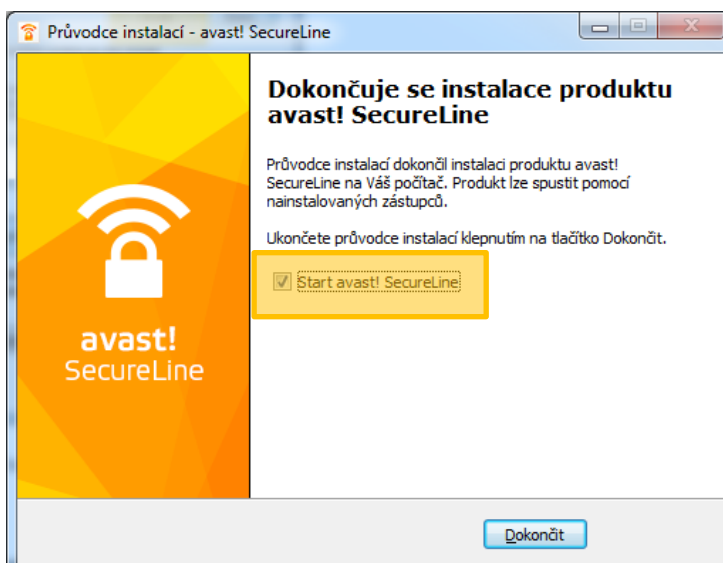 Průvodce instalací - avast! SecureLine
Dokončuje se instalace produktu
avast! SecureLine
Průvodce instalací dokončil instalaci produktu avast!
SecureLine na Váš počítač. Produkt lze spustit pomocí
nainstalovaných zástupců.
Ukončete průvodce instalací klepnutím na tlačítko Dokončit.
Start avast! SecureLine
avast!
SecureLine
Dokončit